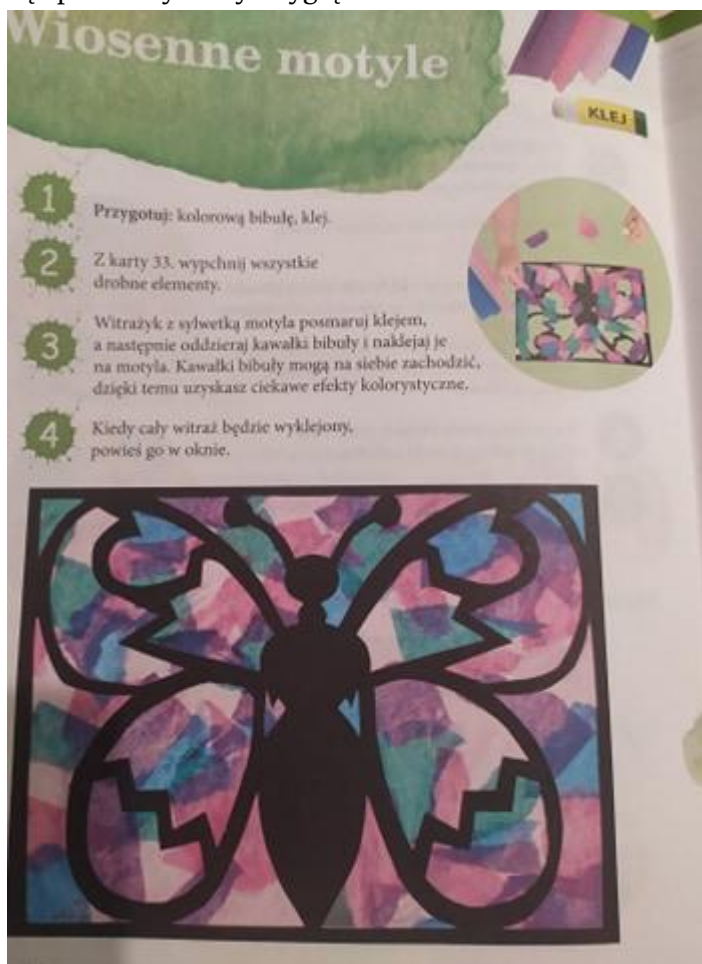 Wiosenne motyle
KLEJ
1
Przygotuj: kolorową bibułę, klej.
2
Z karty 33. wypchnij wszystkie
drobne elementy.
3
Witrażyk z sylwetką motyla posmaruj klejem,
a następnie oddzieraj kawałki bibuły i naklejaj je
na motyla. Kawałki bibuły mogą na siebie zachodzić,
dzięki temu uzyskasz ciekawe efekty kolorystyczne.
4
Kiedy cały witraż będzie wyklejony,
powieś go w oknie.